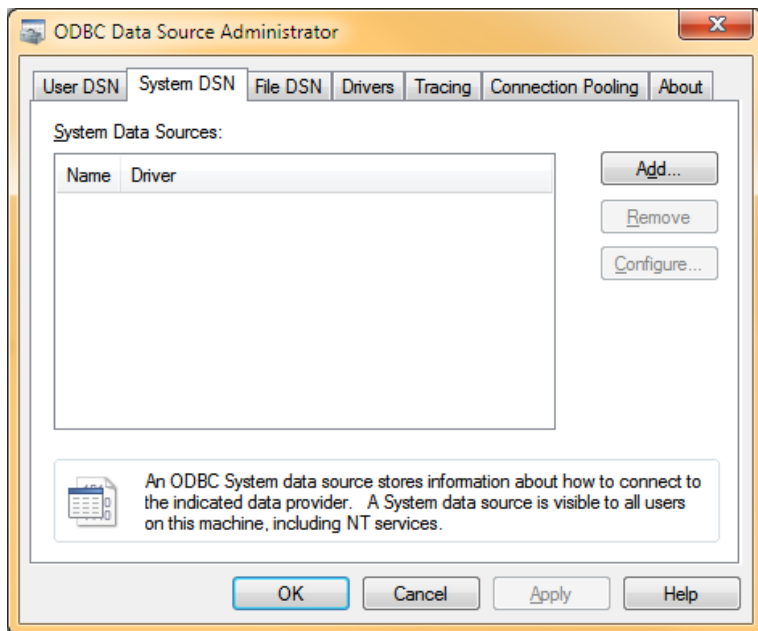 ODBC Data Source Administrator
User DSN System DSN File DSN Drivers Tracing Connection Pooling About
System Data Sources:
Name Driver
Add...
Remove
Configure...
An ODBC System data source stores information about how to connect to
the indicated data provider. A System data source is visible to all users
on this machine, including NT services.
OK Cancel Apply Help